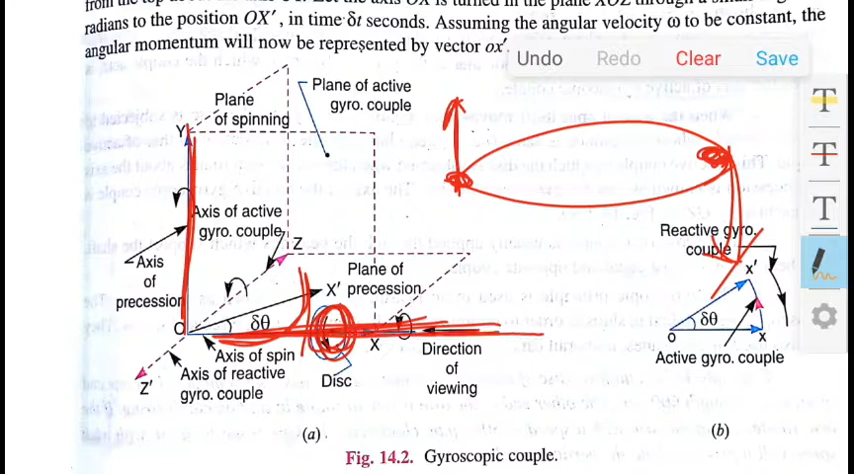 radians to the position OX′, in time δt seconds. Assuming the angular velocity ω to be constant, the
angular momentum will now be represented by vector ox′.
Undo Redo Clear Save
Plane
of spinning
Plane of active
gyro. couple
Y
Axis of active
gyro. couple
Z
Axis
of
precession
Plane of
precession
X′
O
δθ
X
Axis of spin
Axis of reactive
gyro. couple
Z′
Disc
Direction
of
viewing
(a)
Reactive gyro.
couple
x′
δθ
o
x
Active gyro. couple
(b)
Fig. 14.2. Gyroscopic couple.
T
T
T